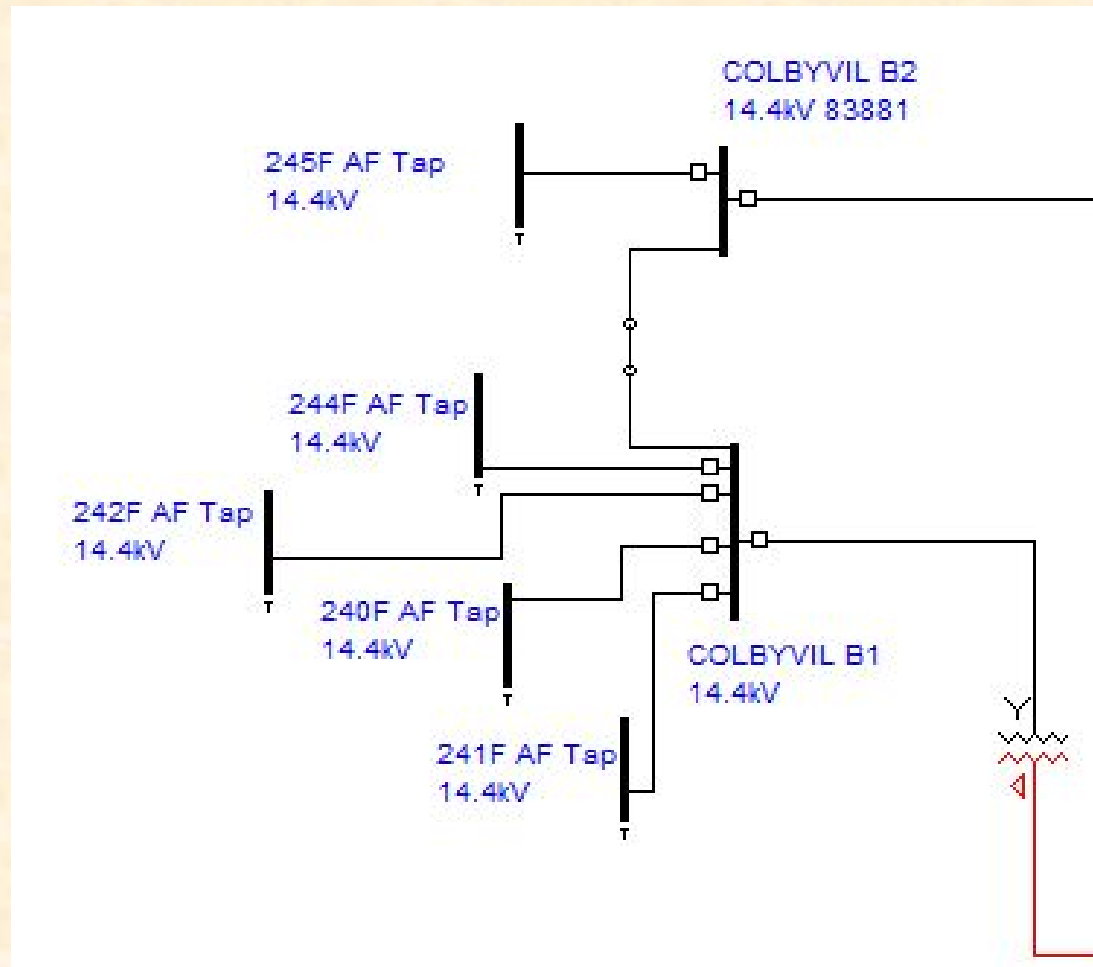 COLBYVIL B2
14.4kV 83881
245F AF Tap
14.4kV
T
244F AF Tap
14.4kV
T
242F AF Tap
14.4kV
T
240F AF Tap
14.4kV
T
COLBYVIL B1
14.4kV
241F AF Tap
14.4kV
T
Y